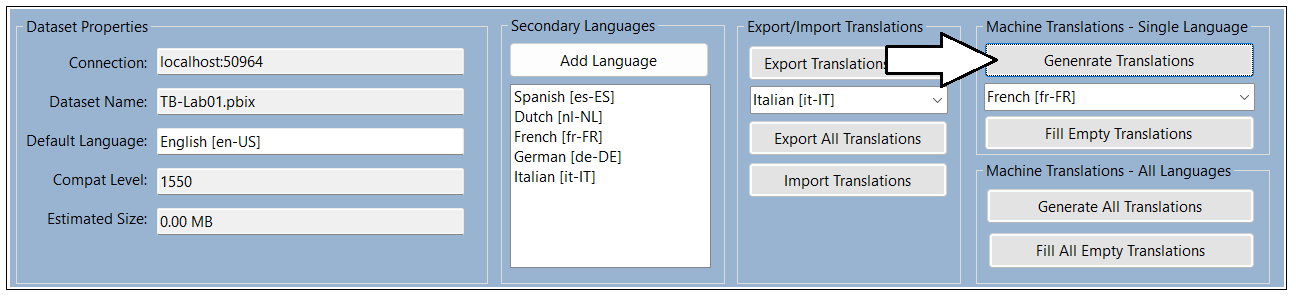 Dataset Properties
Connection: localhost:50964
Dataset Name: TB-Lab01.pbix
Default Language: English [en-US]
Compat Level: 1550
Estimated Size: 0.00 MB
Secondary Languages
Add Language
Spanish [es-ES]
Dutch [nl-NL]
French [fr-FR]
German [de-DE]
Italian [it-IT]
Export/Import Translations
Export Translations
Italian [it-IT]
Export All Translations
Import Translations
Machine Translations - Single Language
Genenrate Translations
French [fr-FR]
Fill Empty Translations
Machine Translations - All Languages
Generate All Translations
Fill All Empty Translations